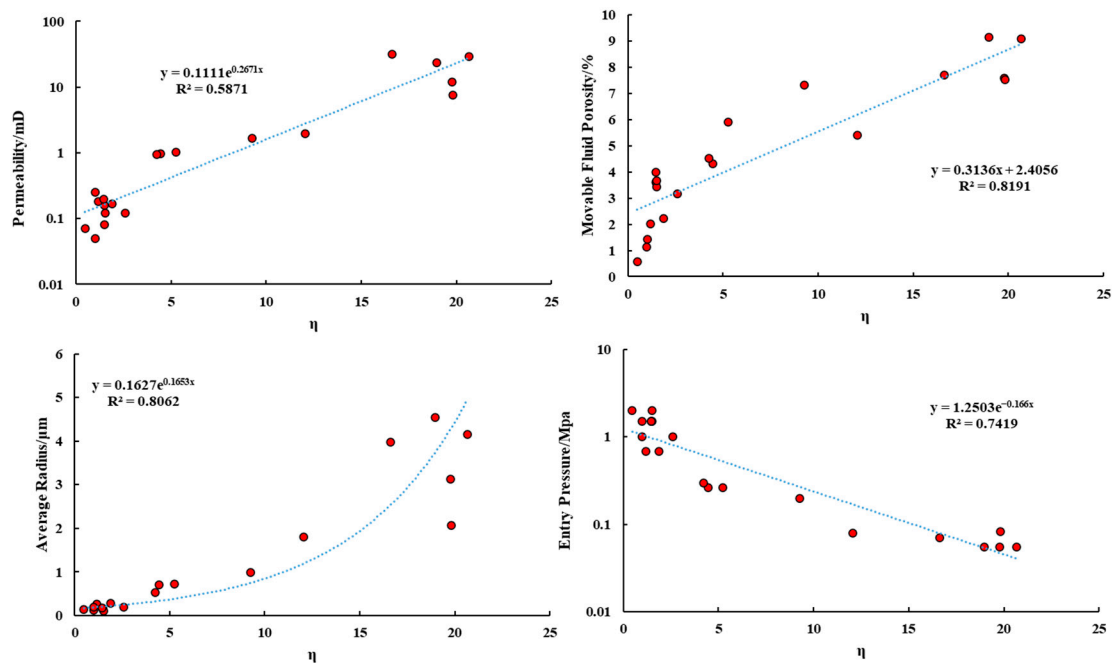 100
10
1
0.1
0.01
Permeability/mD
y = 0.1111e^0.2671x
R² = 0.5871
0 5 10 15 20 25
η
10
9
8
7
6
5
4
3
2
1
0
Movable Fluid Porosity/%
y = 0.3136x + 2.4056
R² = 0.8191
0 5 10 15 20 25
η
6
5
4
3
2
1
0
Average Radius/μm
y = 0.1627e^0.1653x
R² = 0.8062
0 5 10 15 20 25
η
10
1
0.1
0.01
Entry Pressure/Mpa
y = 1.2503e^−0.166x
R² = 0.7419
0 5 10 15 20 25
η